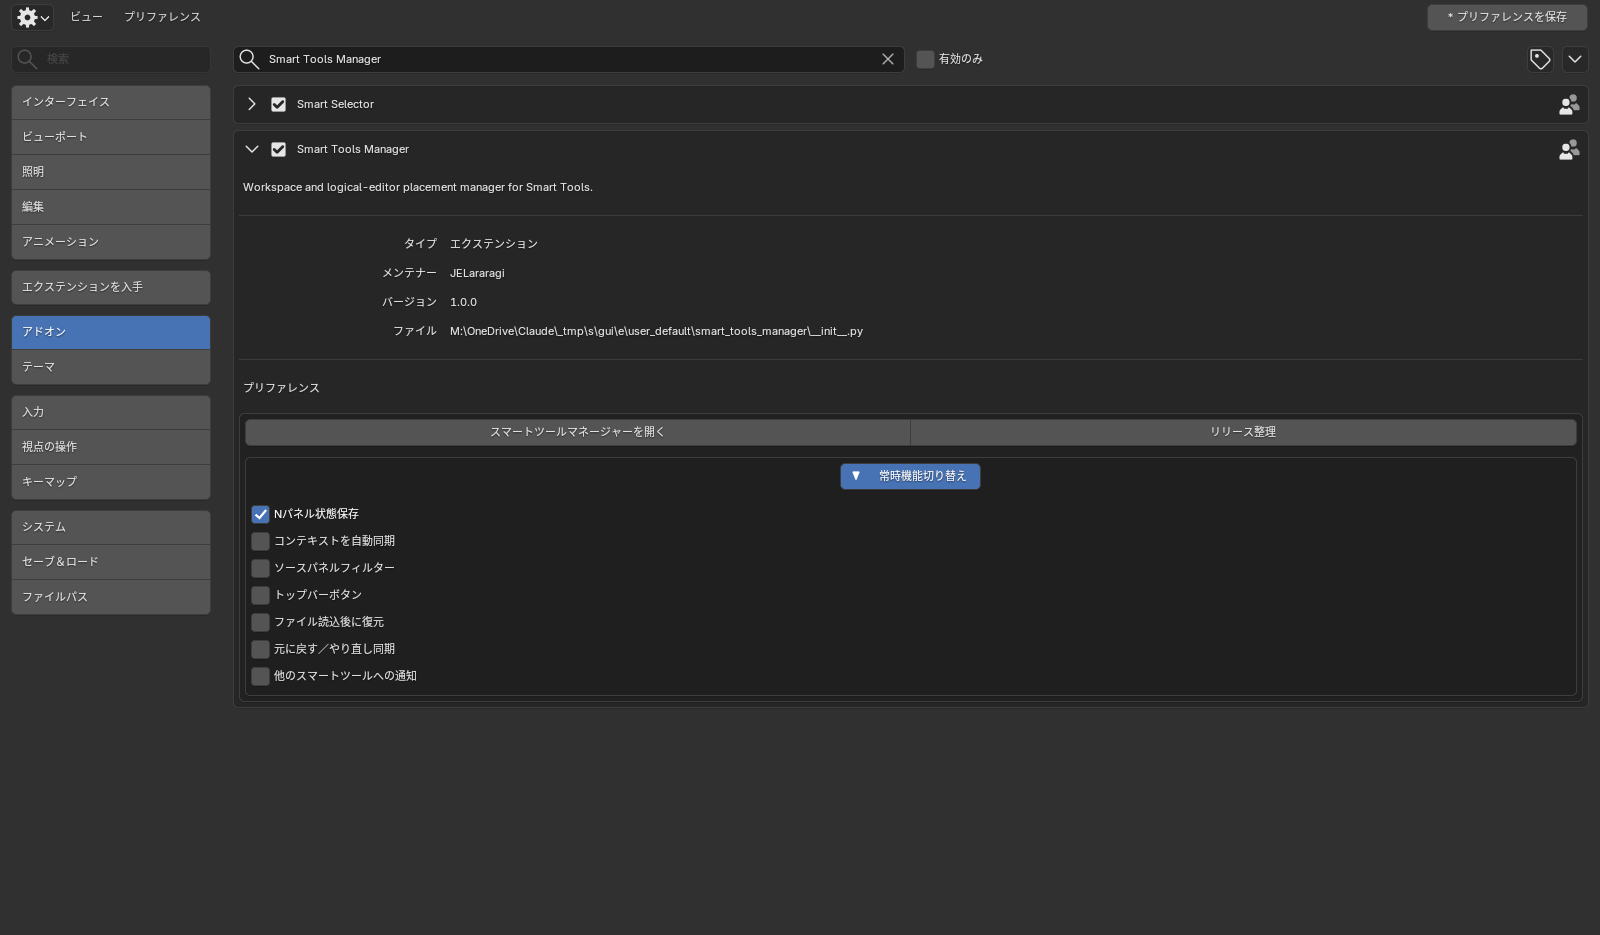 ビュー プリファレンス * プリファレンスを保存
検索
Smart Tools Manager 有効のみ
インターフェイス
ビューポート
照明
編集
アニメーション
エクステンションを入手
アドオン
テーマ
入力
視点の操作
キーマップ
システム
セーブ＆ロード
ファイルパス
Smart Selector
Smart Tools Manager
Workspace and logical-editor placement manager for Smart Tools.
タイプ エクステンション
メンテナー JELararagi
バージョン 1.0.0
ファイル M:\OneDrive\Claude\_tmp\s\gui\e\user_default\smart_tools_manager\__init__.py
プリファレンス
スマートツールマネージャーを開く リリース整理
▼ 常時機能切り替え
Nパネル状態保存
コンテキストを自動同期
ソースパネルフィルター
トップバーボタン
ファイル読込後に復元
元に戻す／やり直し同期
他のスマートツールへの通知